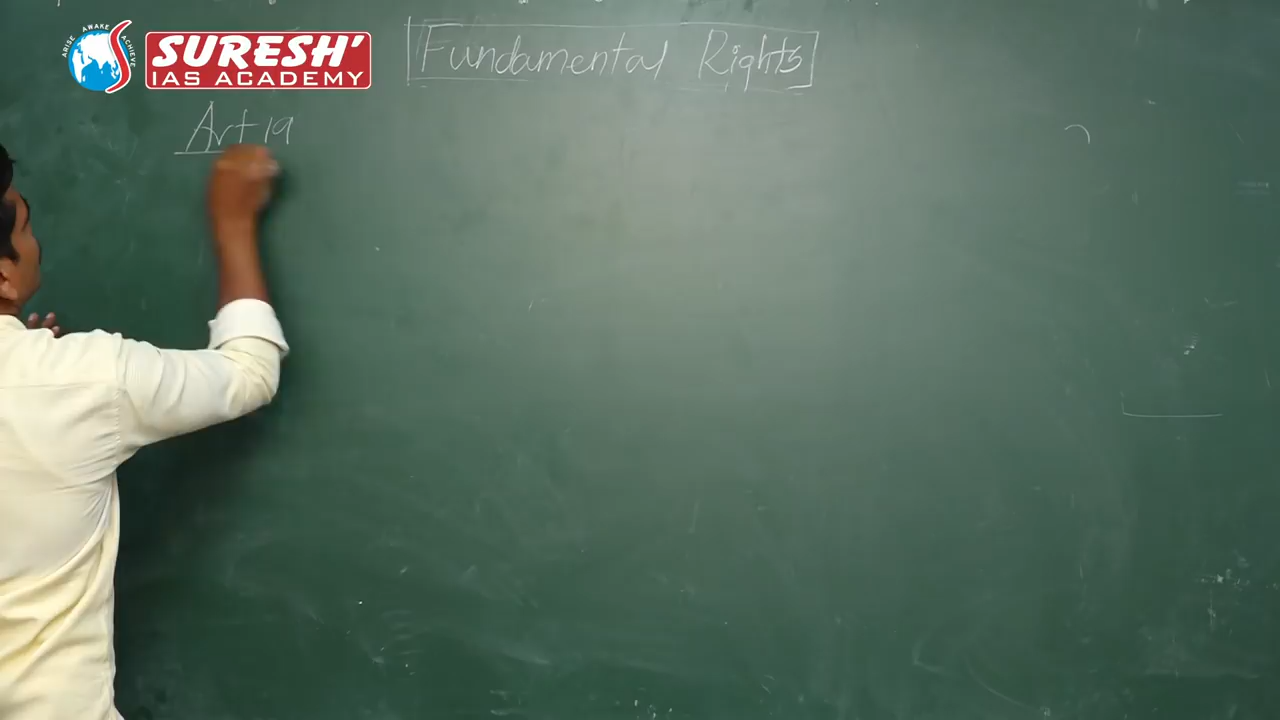 ARISE AWAKE ACHIEVE
SURESH'
IAS ACADEMY
Fundamental Rights
Art 19